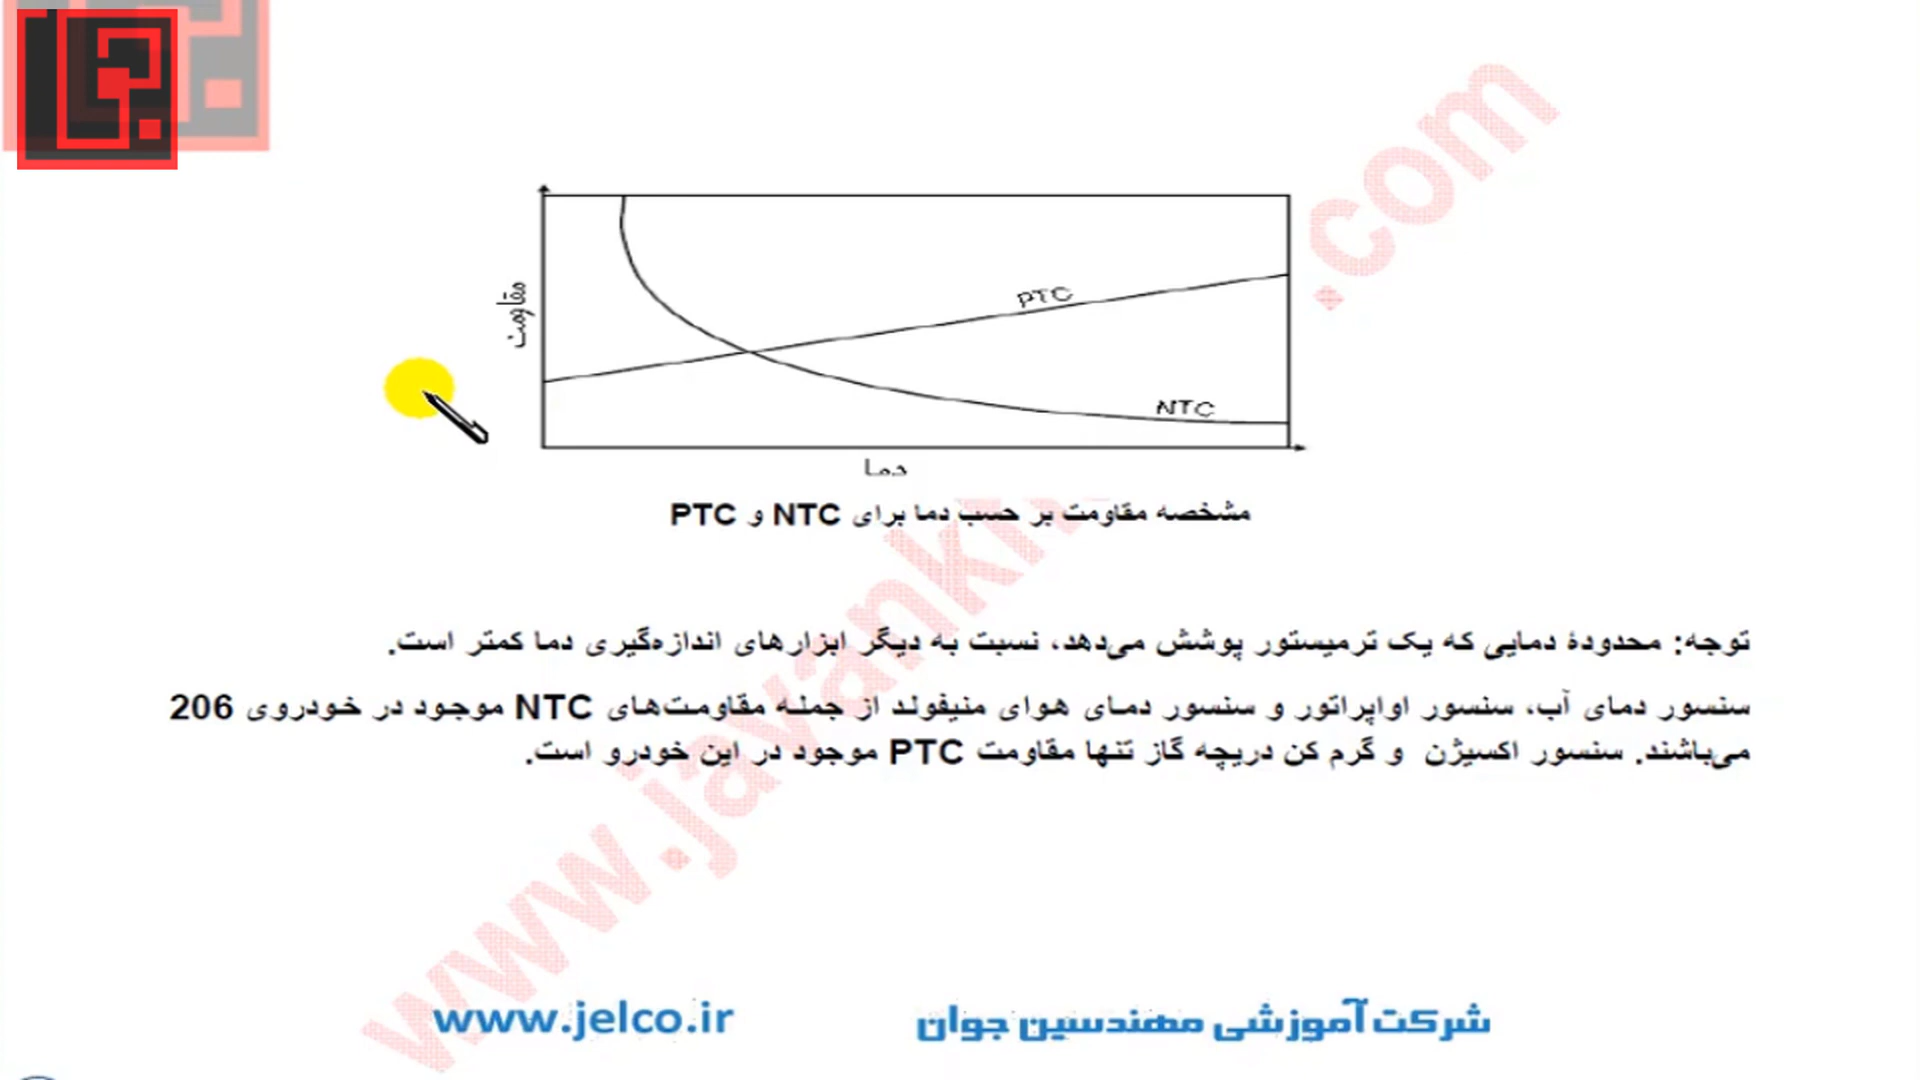 مقاومت
PTC
NTC
دما
مشخصه مقاومت بر حسب دما برای NTC و PTC
توجه: محدودهٔ دمایی که یک ترمیستور پوشش می‌دهد، نسبت به دیگر ابزارهای اندازه‌گیری دما کمتر است.
سنسور دمای آب، سنسور اواپراتور و سنسور دمای هوای منیفولد از جمله مقاومت‌های NTC موجود در خودروی 206
می‌باشند. سنسور اکسیژن و گرم کن دریچه گاز تنها مقاومت PTC موجود در این خودرو است.
شرکت آموزشی مهندسین جوان
www.jelco.ir